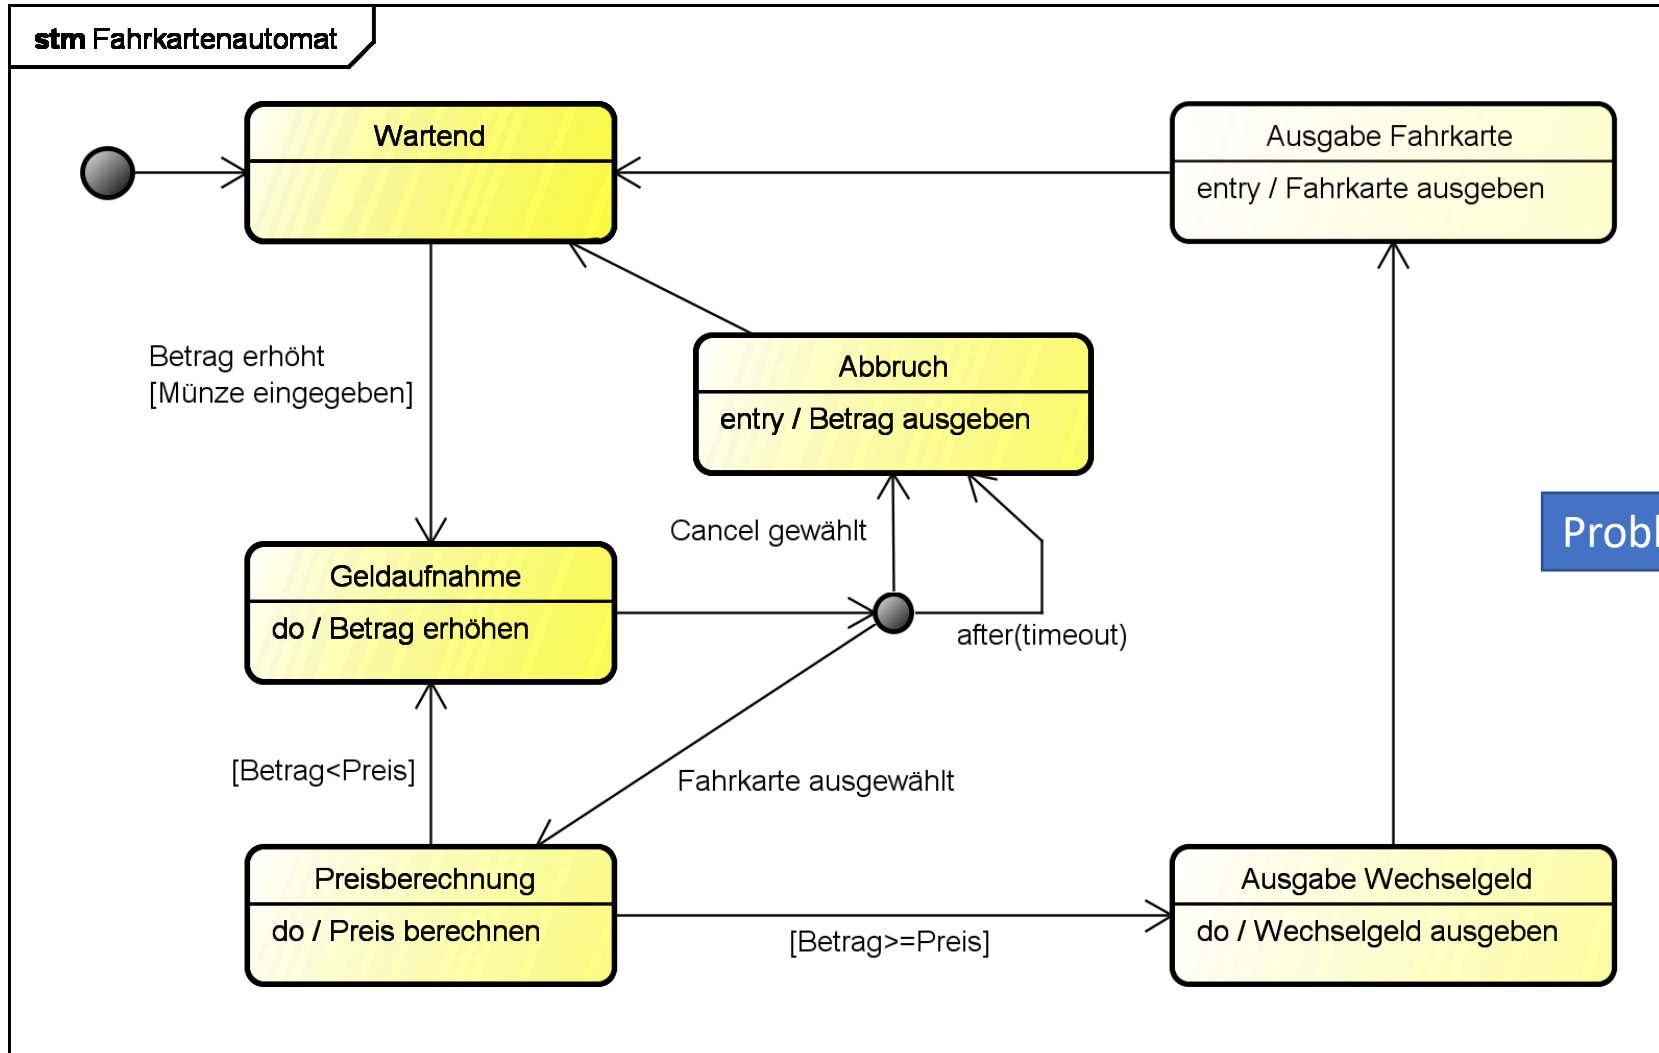 stm Fahrkartenautomat
Wartend
Ausgabe Fahrkarte
entry / Fahrkarte ausgeben
Betrag erhöht
[Münze eingegeben]
Abbruch
entry / Betrag ausgeben
Cancel gewählt
Geldaufnahme
do / Betrag erhöhen
after(timeout)
[Betrag<Preis]
Fahrkarte ausgewählt
Preisberechnung
do / Preis berechnen
[Betrag>=Preis]
Ausgabe Wechselgeld
do / Wechselgeld ausgeben